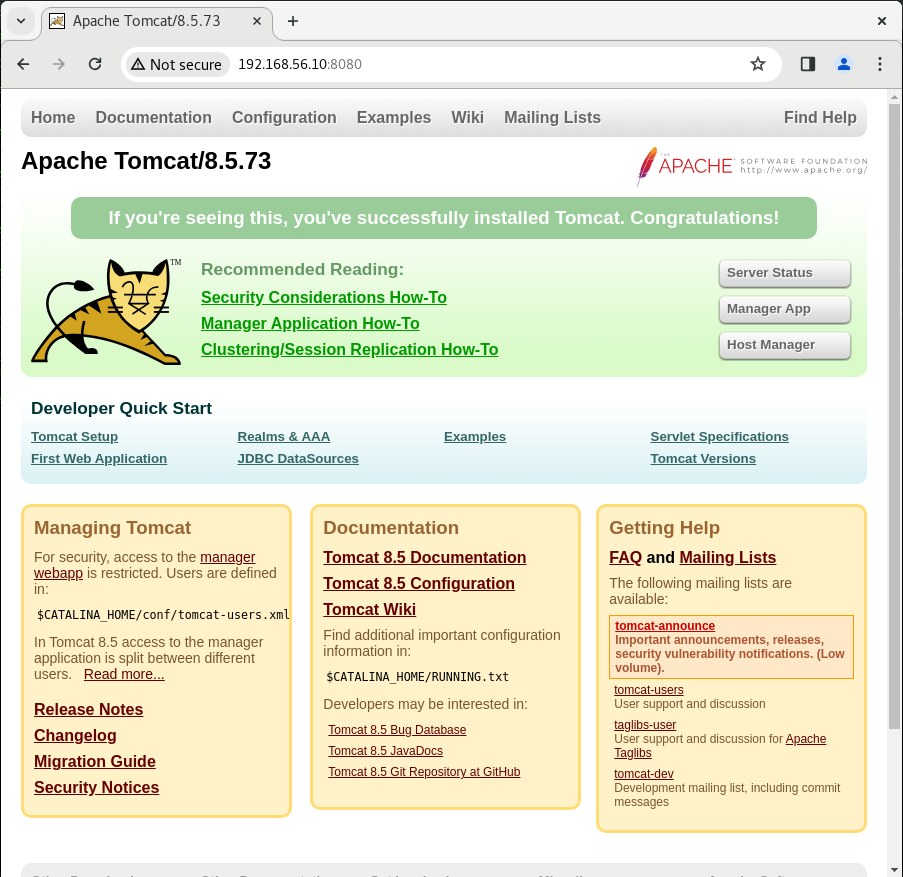 Apache Tomcat/8.5.73
Not secure 192.168.56.10:8080
Home Documentation Configuration Examples Wiki Mailing Lists Find Help
Apache Tomcat/8.5.73
THE APACHE™ SOFTWARE FOUNDATION
http://www.apache.org/
If you're seeing this, you've successfully installed Tomcat. Congratulations!
TM
Recommended Reading:
Security Considerations How-To
Manager Application How-To
Clustering/Session Replication How-To
Server Status
Manager App
Host Manager
Developer Quick Start
Tomcat Setup
First Web Application
Realms & AAA
JDBC DataSources
Examples
Servlet Specifications
Tomcat Versions
Managing Tomcat
For security, access to the manager
webapp is restricted. Users are defined
in:
$CATALINA_HOME/conf/tomcat-users.xml
In Tomcat 8.5 access to the manager
application is split between different
users. Read more...
Release Notes
Changelog
Migration Guide
Security Notices
Documentation
Tomcat 8.5 Documentation
Tomcat 8.5 Configuration
Tomcat Wiki
Find additional important configuration
information in:
$CATALINA_HOME/RUNNING.txt
Developers may be interested in:
Tomcat 8.5 Bug Database
Tomcat 8.5 JavaDocs
Tomcat 8.5 Git Repository at GitHub
Getting Help
FAQ and Mailing Lists
The following mailing lists are
available:
tomcat-announce
Important announcements, releases,
security vulnerability notifications. (Low
volume).
tomcat-users
User support and discussion
taglibs-user
User support and discussion for Apache
Taglibs
tomcat-dev
Development mailing list, including commit
messages